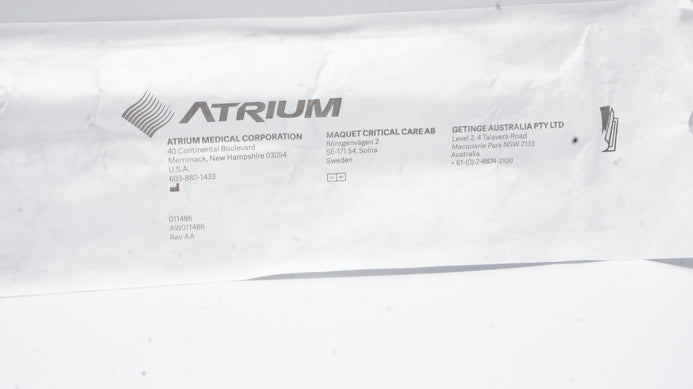 ATRIUM
ATRIUM MEDICAL CORPORATION
40 Continental Boulevard
Merrimack, New Hampshire 03054
U.S.A.
603-880-1433
011486
AW011486
Rev AA
MAQUET CRITICAL CARE AB
Röntgenvägen 2
SE-171 54, Solna
Sweden
GETINGE AUSTRALIA PTY LTD
Level 2, 4 Talavera Road
Macquarie Park NSW 2113
Australia
• 61-(0)-2-8874-3100